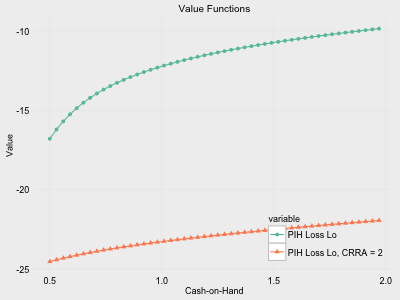 Value Functions
-10
-15
-20
-25
Value
variable
PIH Loss Lo
PIH Loss Lo, CRRA = 2
0.5 1.0 1.5 2.0
Cash-on-Hand